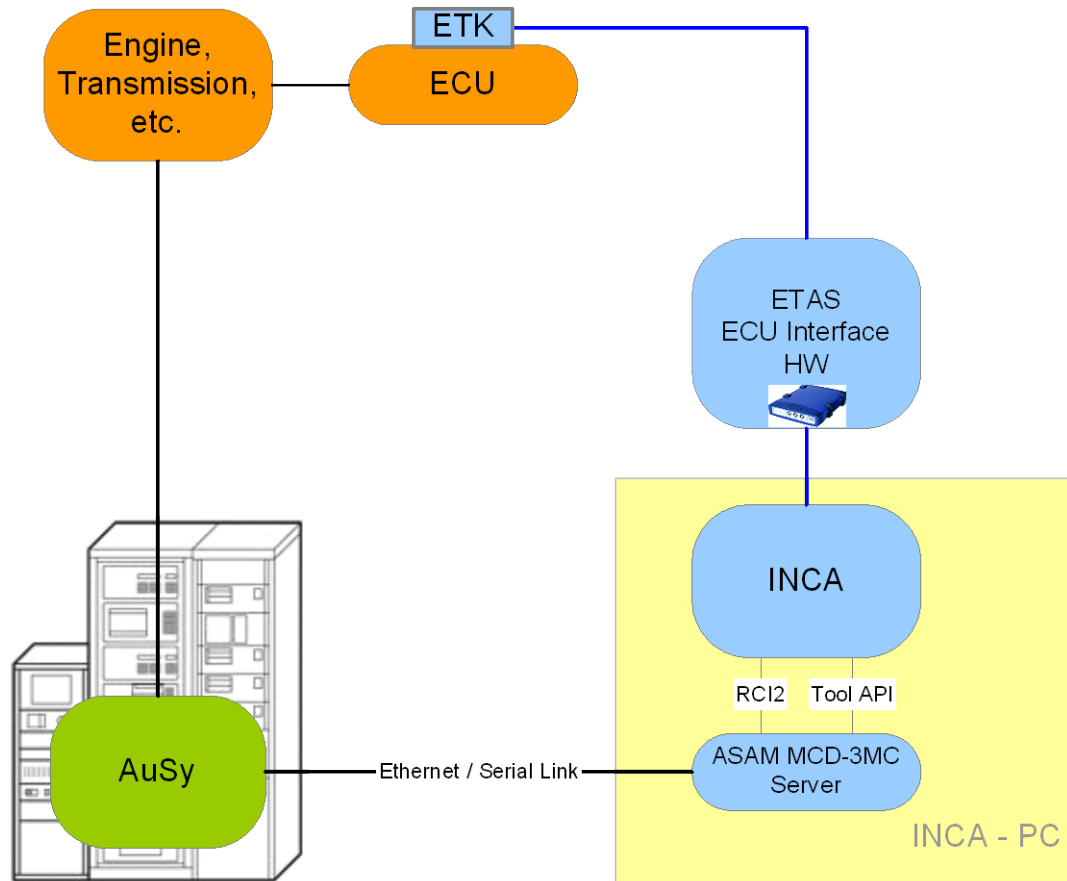 ETK
Engine,
Transmission,
etc.
ECU
ETAS
ECU Interface
HW
INCA
RCI2 Tool API
AuSy
Ethernet / Serial Link
ASAM MCD-3MC
Server
INCA - PC